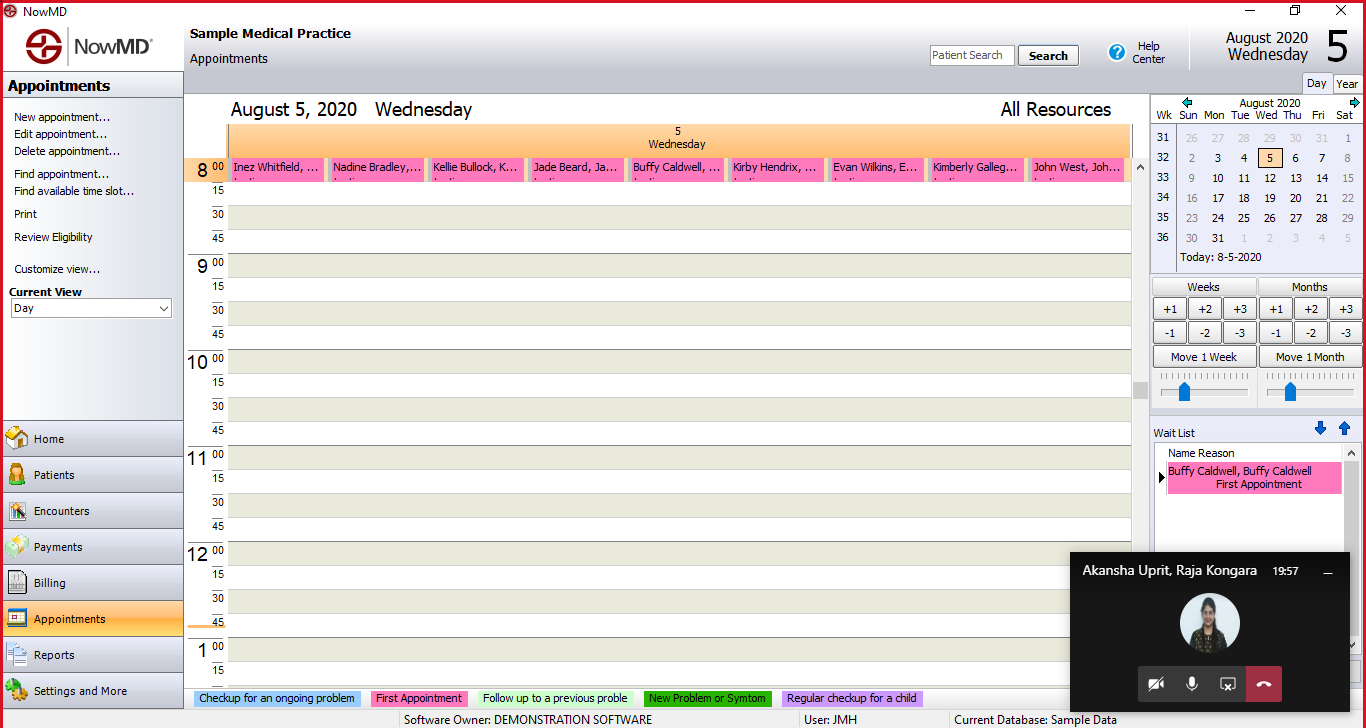 NowMD
NowMD®
Sample Medical Practice
Appointments
Patient Search
Search
Help
Center
August 2020
Wednesday
5
Appointments
New appointment...
Edit appointment...
Delete appointment...
Find appointment...
Find available time slot...
Print
Review Eligibility
Customize view...
Current View
Day
Home
Patients
Encounters
Payments
Billing
Appointments
Reports
Settings and More
August 5, 2020 Wednesday
All Resources
5
Wednesday
8 00
Inez Whitfield, ...
Nadine Bradley,...
Kellie Bullock, K...
Jade Beard, Ja...
Buffy Caldwell, ...
Kirby Hendrix, ...
Evan Wilkins, E...
Kimberly Galleg...
John West, Joh...
15
30
45
9 00
15
30
45
10 00
15
30
45
11 00
15
30
45
12 00
15
30
45
1 00
15
Checkup for an ongoing problem
First Appointment
Follow up to a previous proble
New Problem or Symtom
Regular checkup for a child
Day
Year
August 2020
Wk Sun Mon Tue Wed Thu Fri Sat
31 26 27 28 29 30 31 1
32 2 3 4 5 6 7 8
33 9 10 11 12 13 14 15
34 16 17 18 19 20 21 22
35 23 24 25 26 27 28 29
36 30 31 1 2 3 4 5
Today: 8-5-2020
Weeks Months
+1 +2 +3 +1 +2 +3
-1 -2 -3 -1 -2 -3
Move 1 Week Move 1 Month
Wait List
Name Reason
Buffy Caldwell, Buffy Caldwell
First Appointment
Akansha Uprit, Raja Kongara 19:57
Software Owner: DEMONSTRATION SOFTWARE
User: JMH
Current Database: Sample Data